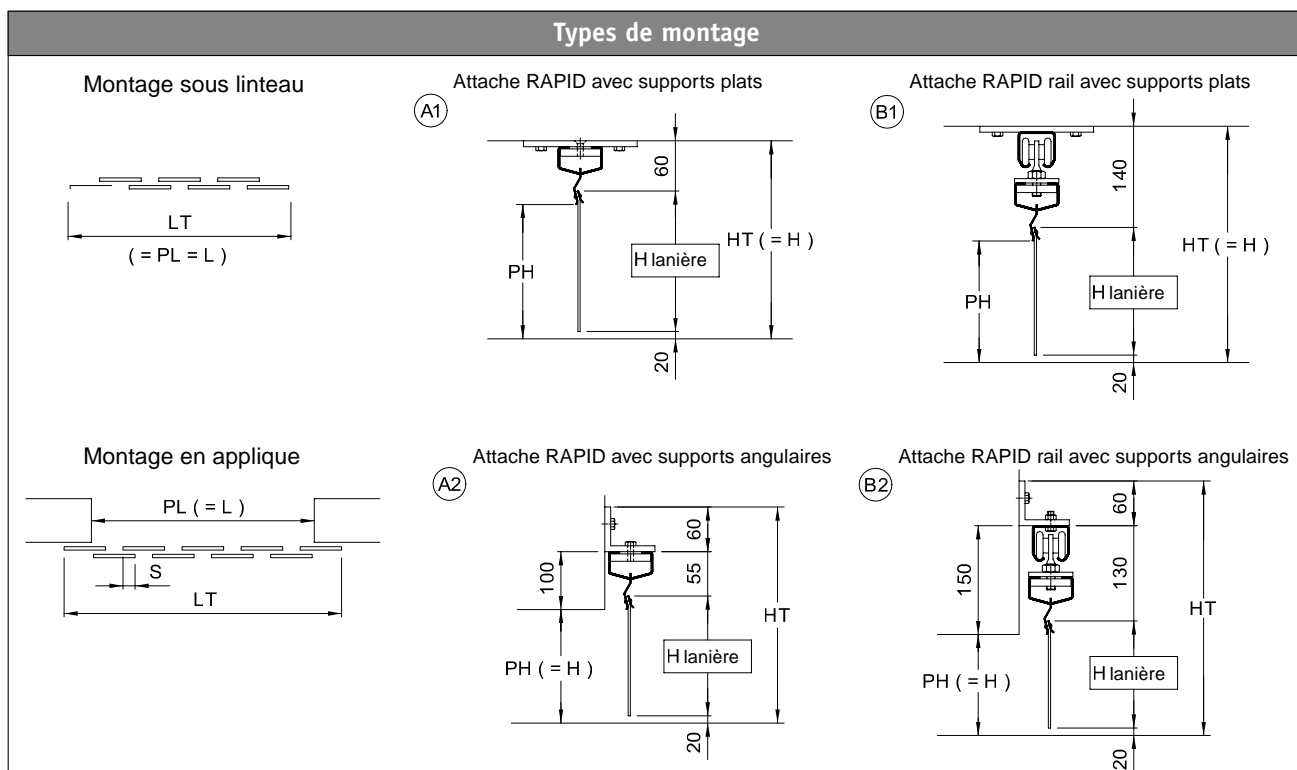 Types de montage
Montage sous linteau
LT
( = PL = L )
Attache RAPID avec supports plats
A1
60
PH
H lanière
HT ( = H )
20
Attache RAPID rail avec supports plats
B1
140
PH
H lanière
HT ( = H )
20
Montage en applique
PL ( = L )
S
LT
Attache RAPID avec supports angulaires
A2
60
100
55
HT
H lanière
PH ( = H )
20
Attache RAPID rail avec supports angulaires
B2
60
150
130
HT
H lanière
PH ( = H )
20